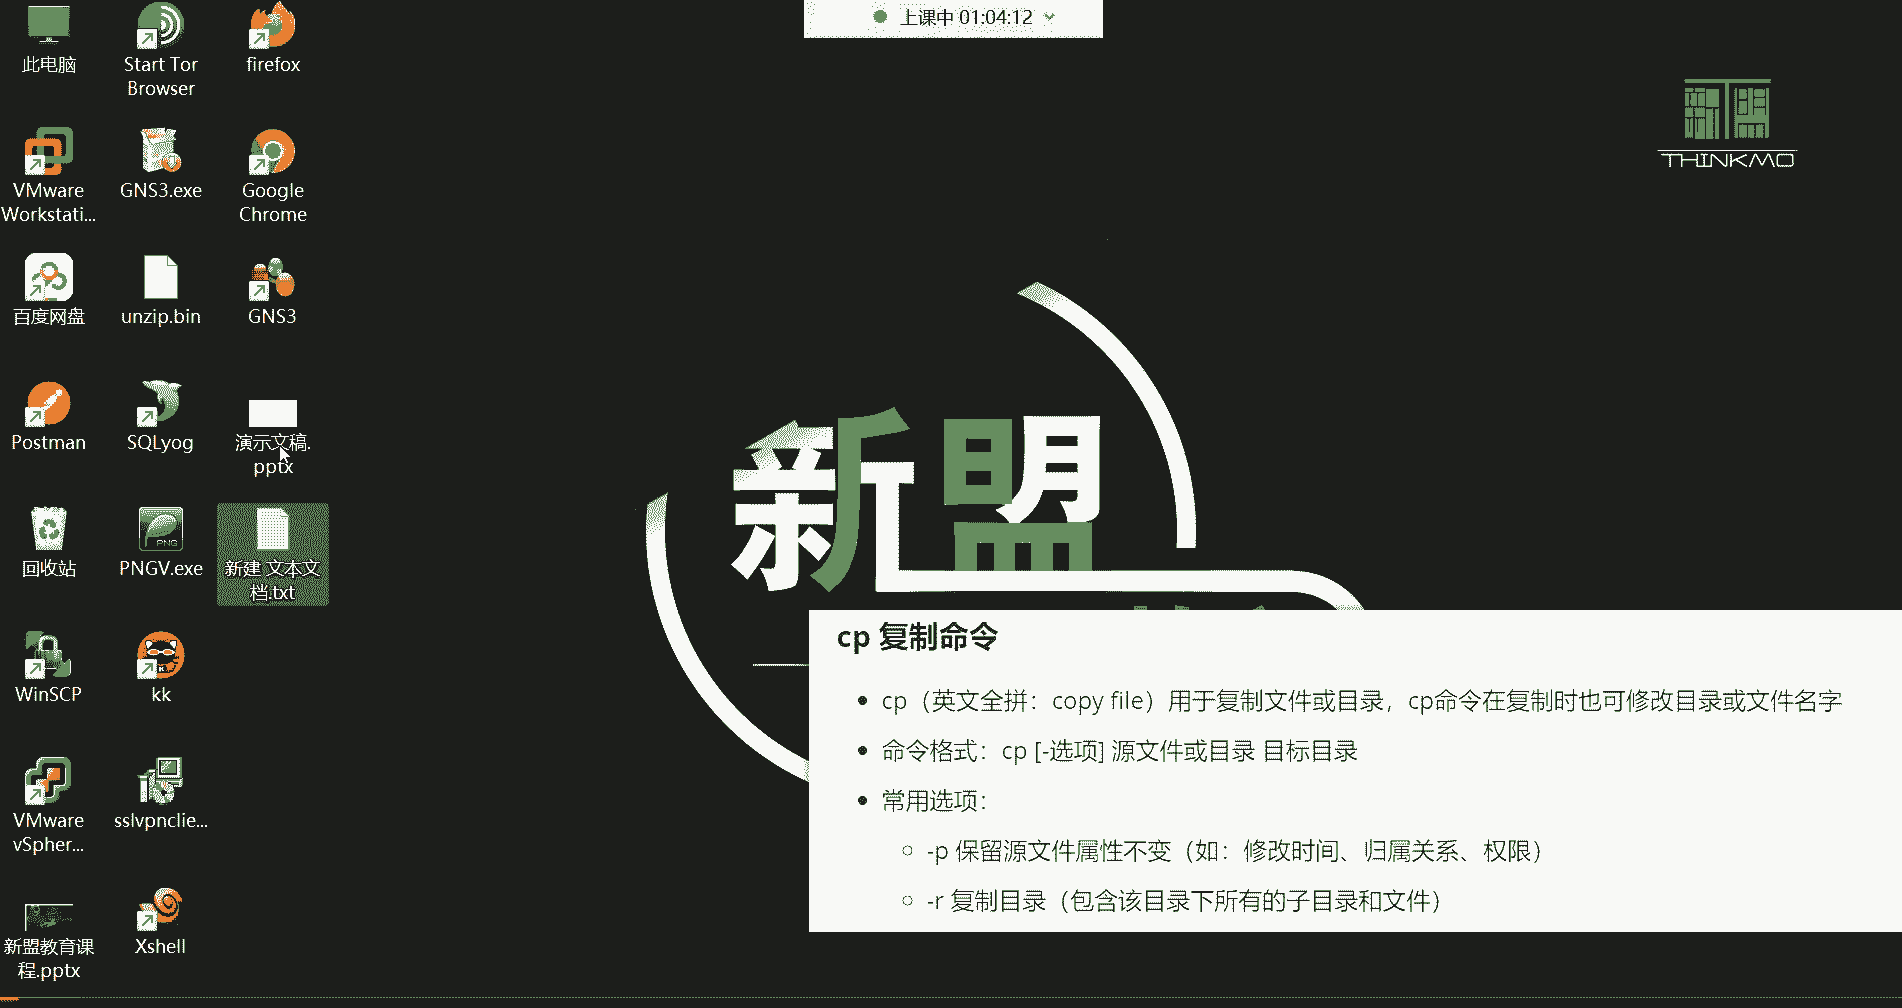 上课中 01:04:12
此电脑
Start Tor
Browser
firefox
THINKMO
VMware
Workstati...
GNS3.exe
Google
Chrome
百度网盘
unzip.bin
GNS3
Postman
SQLyog
演示文稿.
pptx
新盟
回收站
PNG
PNGV.exe
新建 文本文
档.txt
WinSCP
kk
VMware
vSpher...
sslvpnclie...
新盟教育课
程.pptx
Xshell
cp 复制命令
cp（英文全拼：copy file）用于复制文件或目录，cp命令在复制时也可修改目录或文件名字
命令格式：cp [-选项] 源文件或目录 目标目录
常用选项：
-p 保留源文件属性不变（如：修改时间、归属关系、权限）
-r 复制目录（包含该目录下所有的子目录和文件）